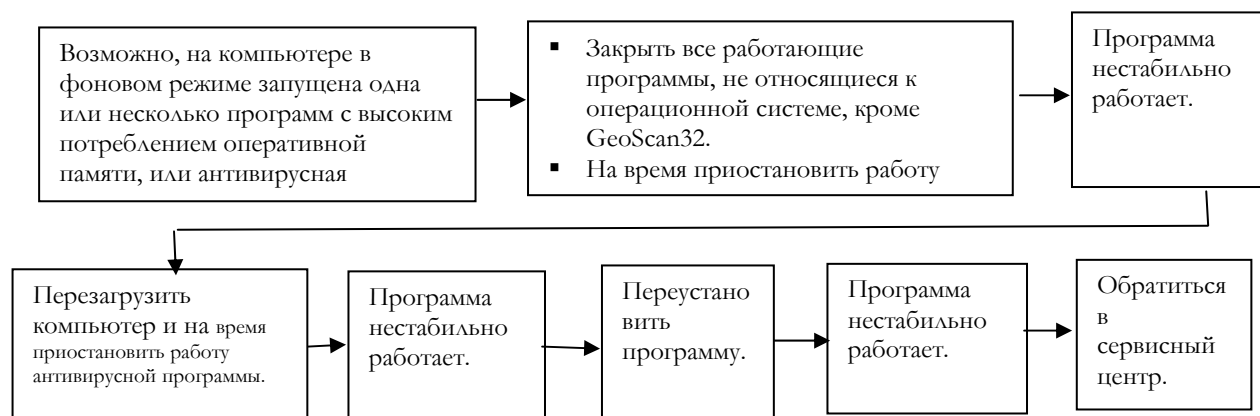 Возможно, на компьютере в
фоновом режиме запущена одна
или несколько программ с высоким
потреблением оперативной
памяти, или антивирусная
▪ Закрыть все работающие
программы, не относящиеся к
операционной системе, кроме
GeoScan32.
▪ На время приостановить работу
Программа
нестабильно
работает.
Перезагрузить
компьютер и на время
приостановить работу
антивирусной программы.
Программа
нестабильно
работает.
Переустано
вить
программу.
Программа
нестабильно
работает.
Обратиться
в
сервисный
центр.